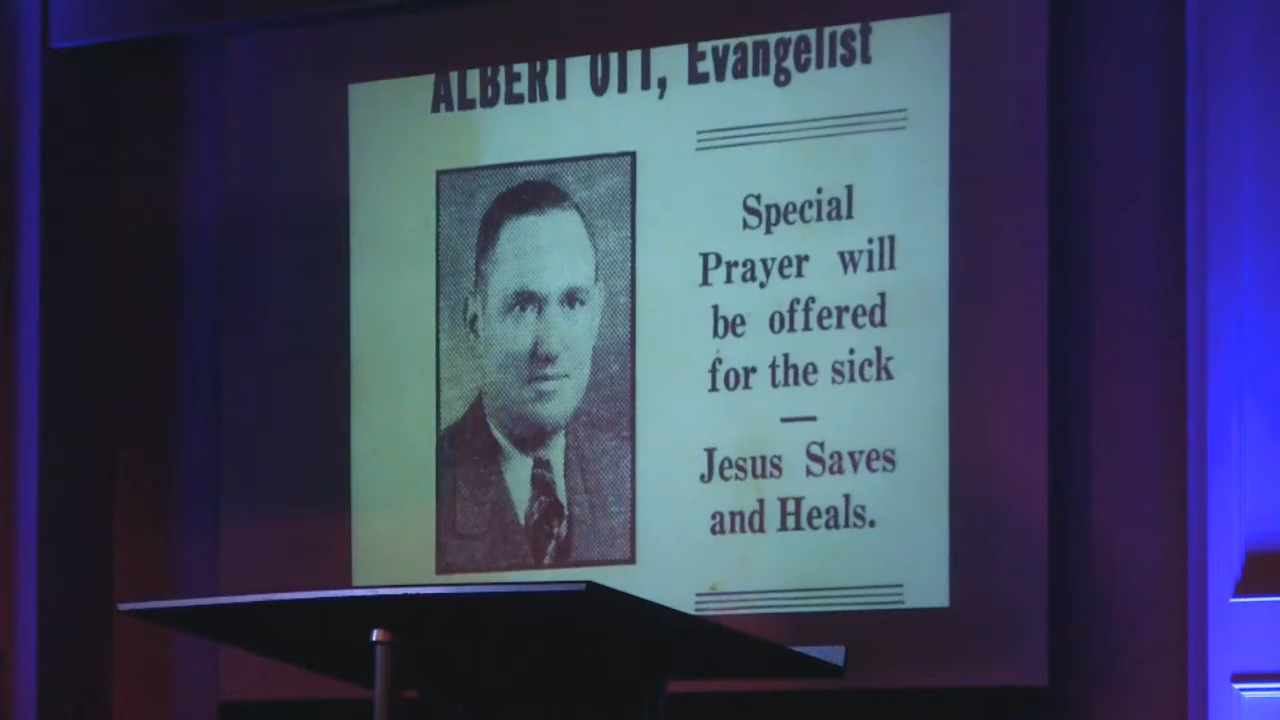 ALBERT OTT, Evangelist
Special
Prayer will
be offered
for the sick
—
Jesus Saves
and Heals.